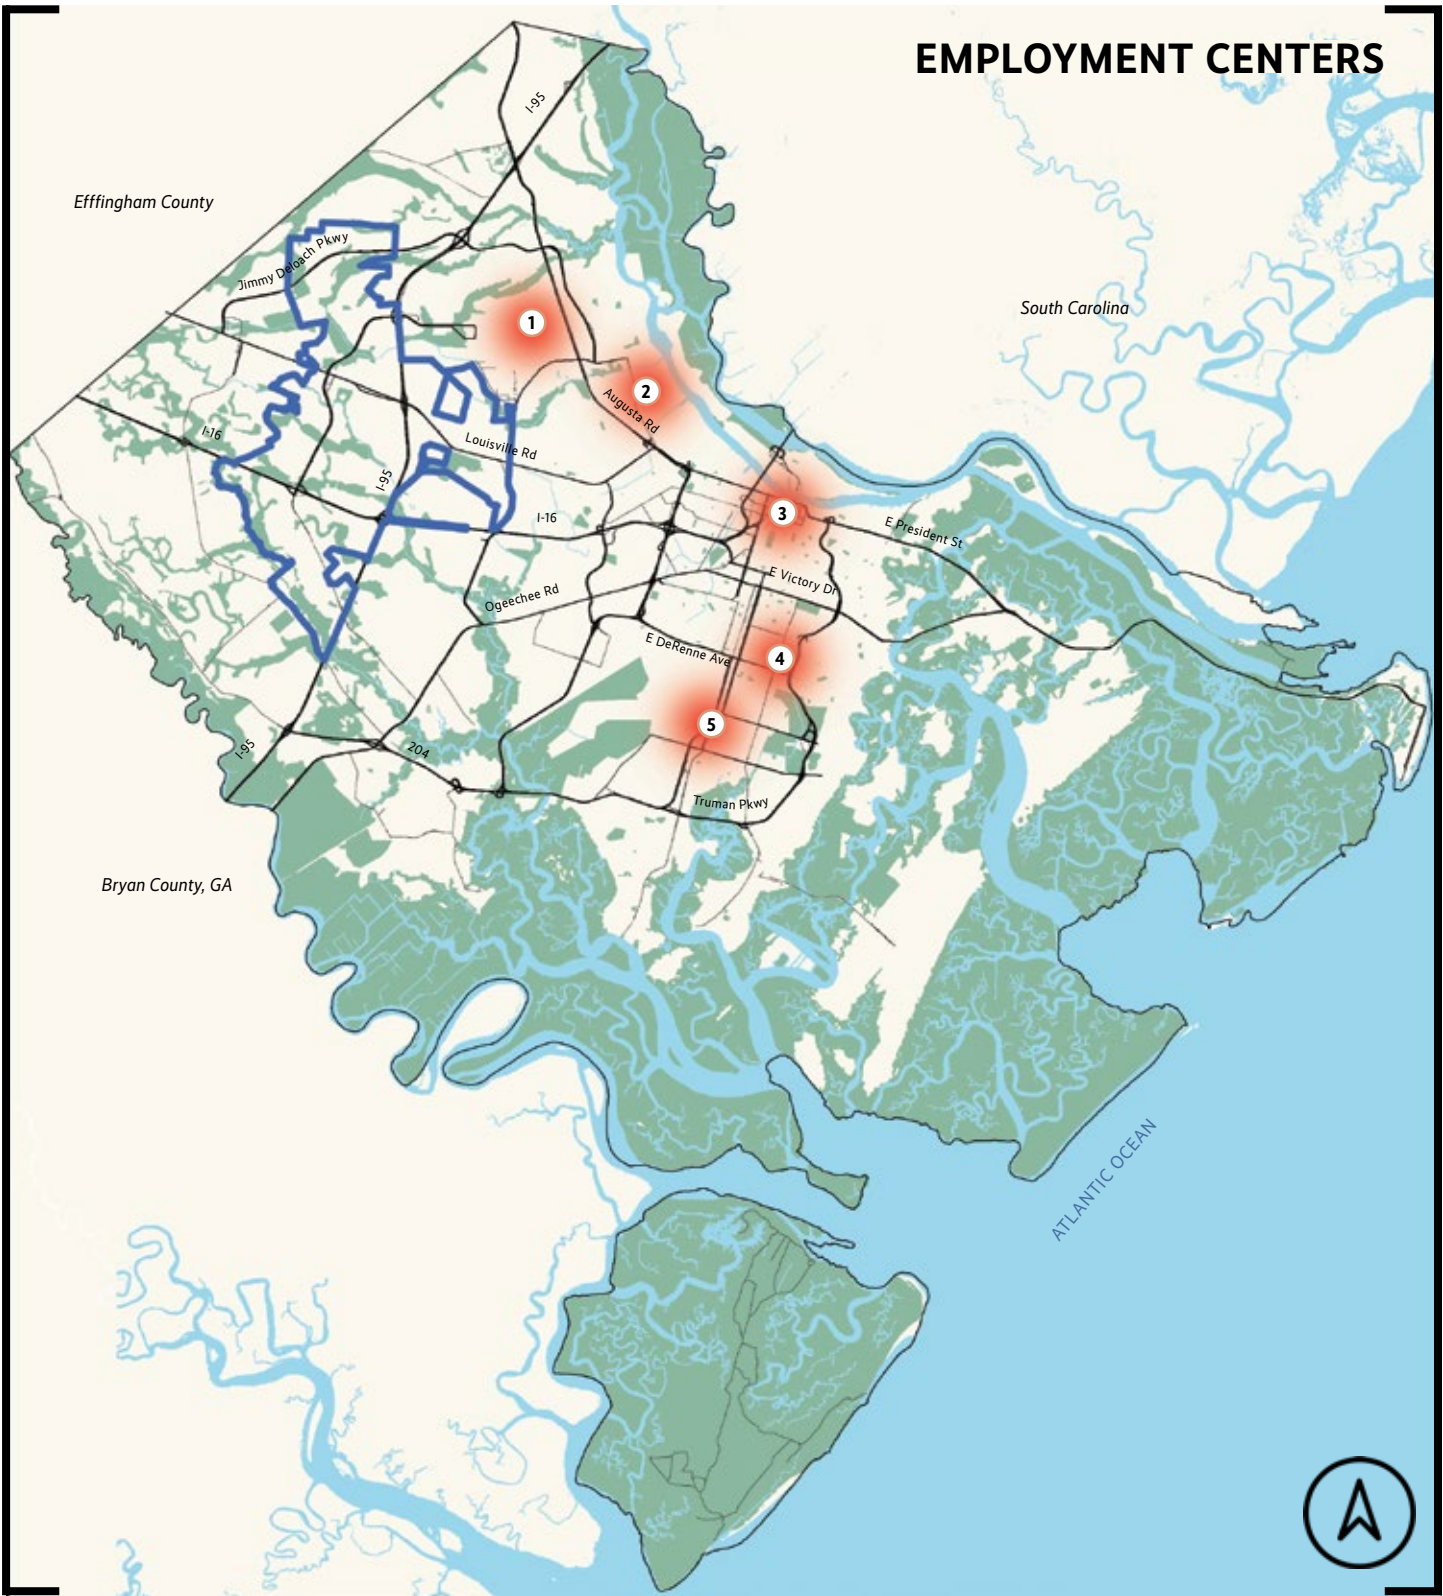 EMPLOYMENT CENTERS
I-95
Efffingham County
Jimmy Deloach Pkwy
South Carolina
1
2
Augusta Rd
I-16
Louisville Rd
I-95
3
I-16
E President St
E Victory Dr
Ogeechee Rd
E DeRenne Ave
4
5
I-95
204
Truman Pkwy
Bryan County, GA
ATLANTIC OCEAN